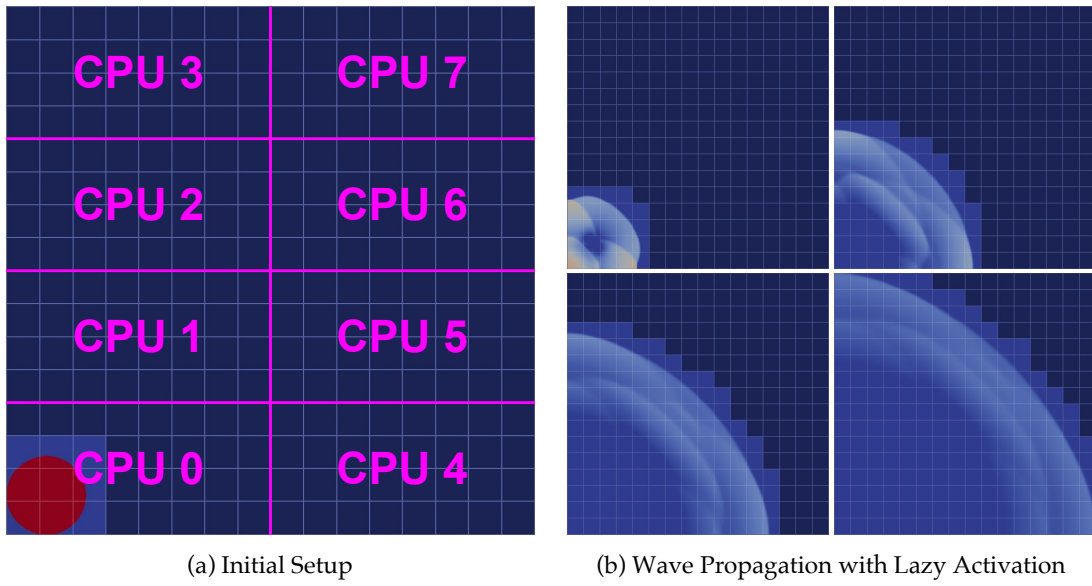 CPU 3
CPU 7
CPU 2
CPU 6
CPU 1
CPU 5
CPU 0
CPU 4
(a) Initial Setup
(b) Wave Propagation with Lazy Activation